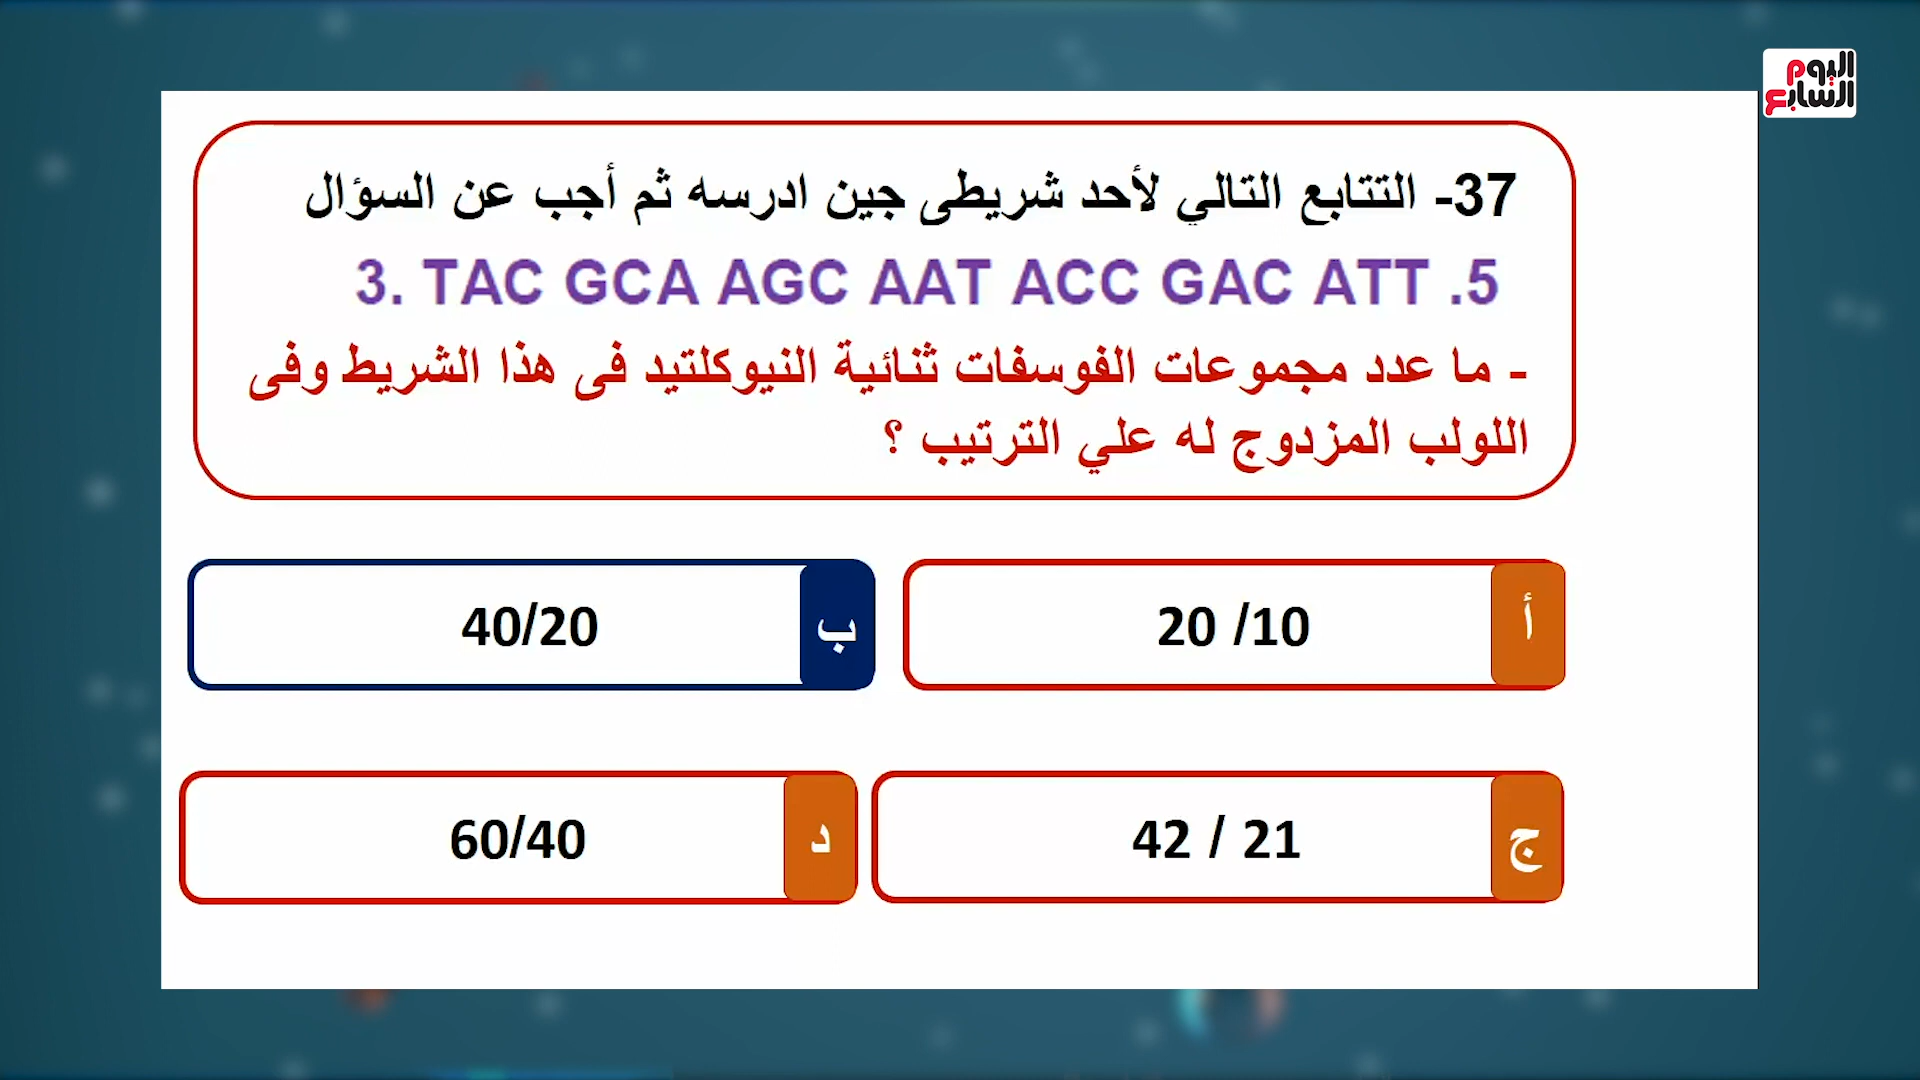 اليوم السابع
37- التتابع التالي لأحد شريطى جين ادرسه ثم أجب عن السؤال
3. TAC GCA AGC AAT ACC GAC ATT .5
- ما عدد مجموعات الفوسفات ثنائية النيوكلتيد فى هذا الشريط وفى
اللولب المزدوج له علي الترتيب ؟
أ
20 /10
ب
40/20
ج
42 / 21
د
60/40